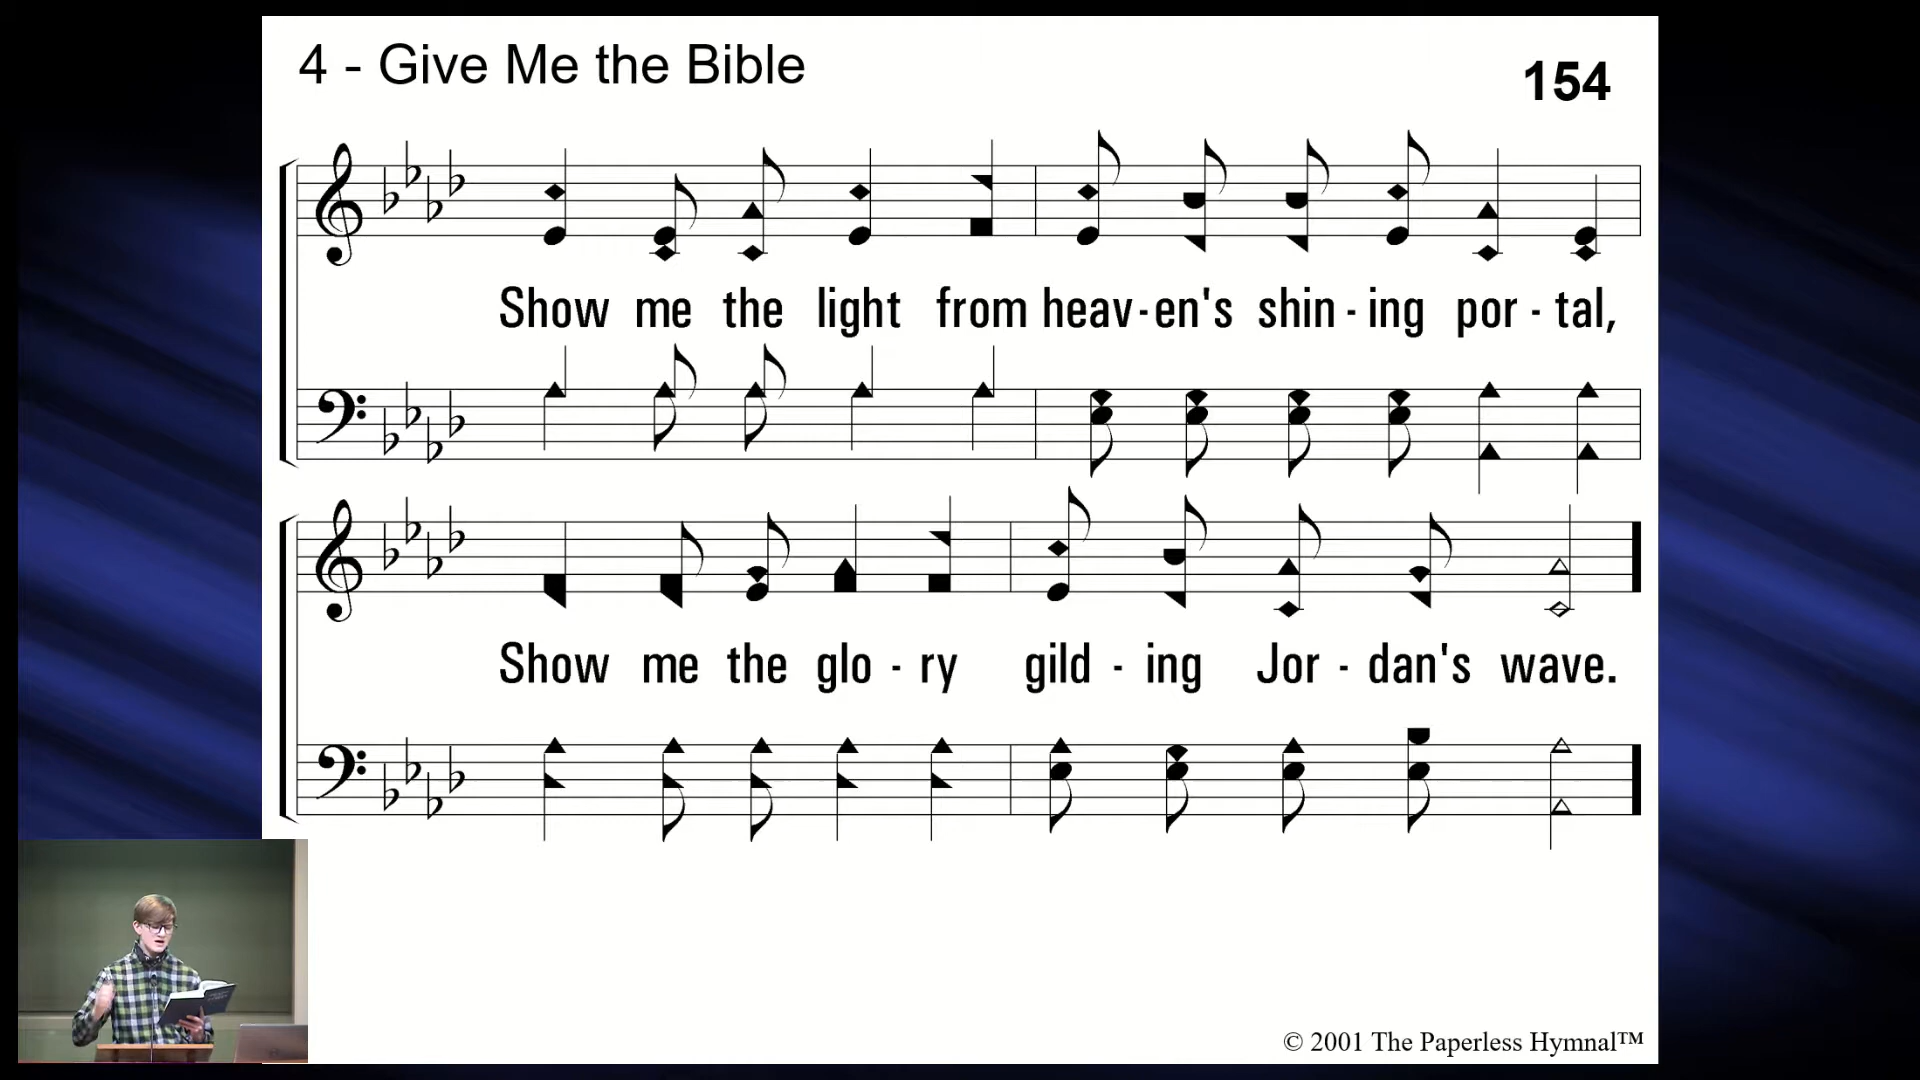 4 - Give Me the Bible
154
Show me the light from heav-en's shin - ing por - tal,
Show me the glo - ry gild - ing Jor - dan's wave.
© 2001 The Paperless Hymnal™